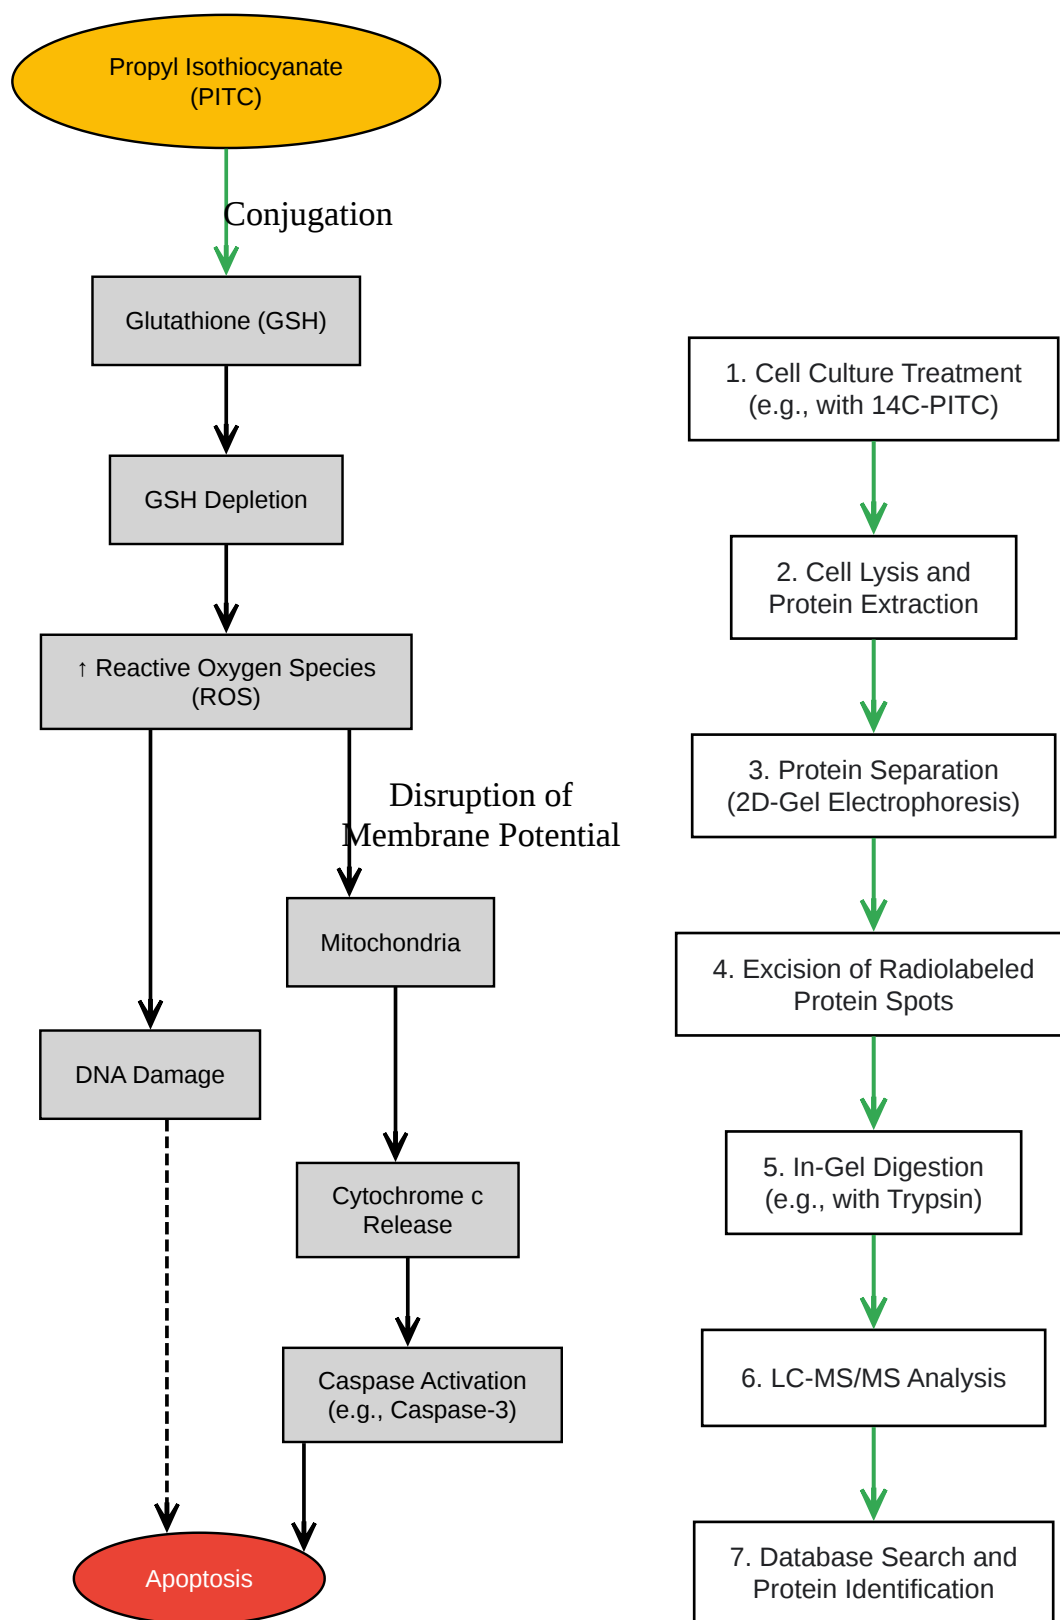 Propyl Isothiocyanate
(PITC)
Conjugation
Glutathione (GSH)
GSH Depletion
↑ Reactive Oxygen Species
(ROS)
Disruption of
Membrane Potential
Mitochondria
DNA Damage
Cytochrome c
Release
Caspase Activation
(e.g., Caspase-3)
Apoptosis
1. Cell Culture Treatment
(e.g., with 14C-PITC)
2. Cell Lysis and
Protein Extraction
3. Protein Separation
(2D-Gel Electrophoresis)
4. Excision of Radiolabeled
Protein Spots
5. In-Gel Digestion
(e.g., with Trypsin)
6. LC-MS/MS Analysis
7. Database Search and
Protein Identification